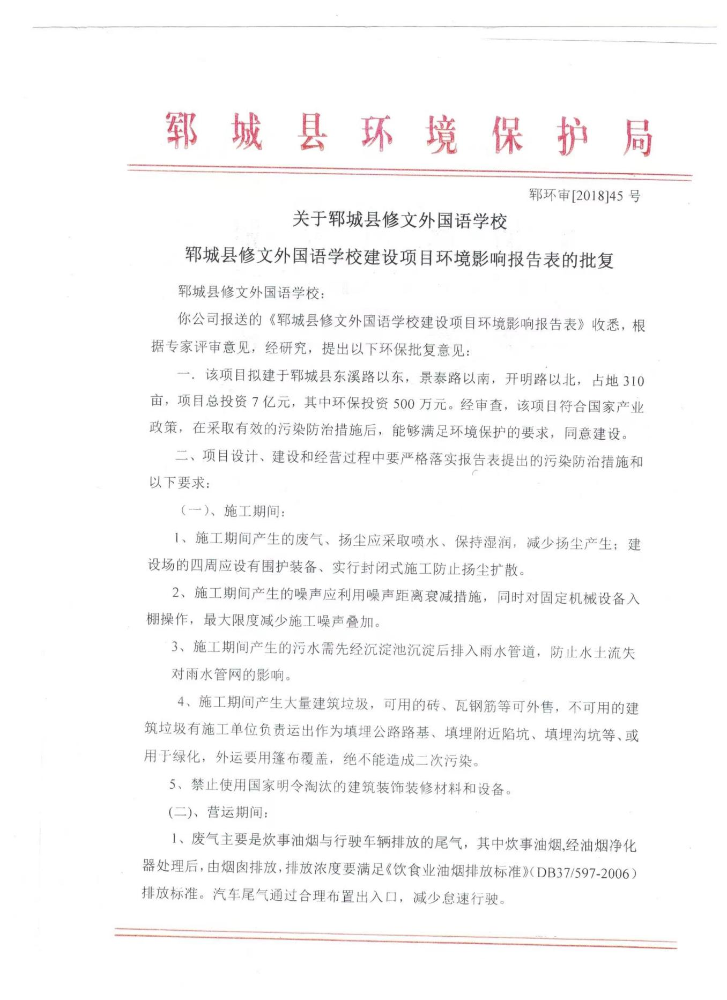 郓城县环境保护局
郓环审[2018]45 号
关于郓城县修文外国语学校
郓城县修文外国语学校建设项目环境影响报告表的批复
郓城县修文外国语学校：
你公司报送的《郓城县修文外国语学校建设项目环境影响报告表》收悉，根
据专家评审意见，经研究，提出以下环保批复意见：
一．该项目拟建于郓城县东溪路以东，景泰路以南，开明路以北，占地 310
亩，项目总投资 7 亿元，其中环保投资 500 万元。经审查，该项目符合国家产业
政策，在采取有效的污染防治措施后，能够满足环境保护的要求，同意建设。
二、项目设计、建设和经营过程中要严格落实报告表提出的污染防治措施和
以下要求：
（一）、施工期间：
1、施工期间产生的废气、扬尘应采取喷水、保持湿润，减少扬尘产生；建
设场的四周应设有围护装备、实行封闭式施工防止扬尘扩散。
2、施工期间产生的噪声应利用噪声距离衰减措施，同时对固定机械设备入
棚操作，最大限度减少施工噪声叠加。
3、施工期间产生的污水需先经沉淀池沉淀后排入雨水管道，防止水土流失
对雨水管网的影响。
4、施工期间产生大量建筑垃圾，可用的砖、瓦钢筋等可外售，不可用的建
筑垃圾有施工单位负责运出作为填埋公路路基、填埋附近陷坑、填埋沟坑等、或
用于绿化，外运要用篷布覆盖，绝不能造成二次污染。
5、禁止使用国家明令淘汰的建筑装饰装修材料和设备。
(二)、营运期间：
1、废气主要是炊事油烟与行驶车辆排放的尾气，其中炊事油烟,经油烟净化
器处理后，由烟囱排放，排放浓度要满足《饮食业油烟排放标准》（DB37/597-2006）
排放标准。汽车尾气通过合理布置出入口，减少怠速行驶。